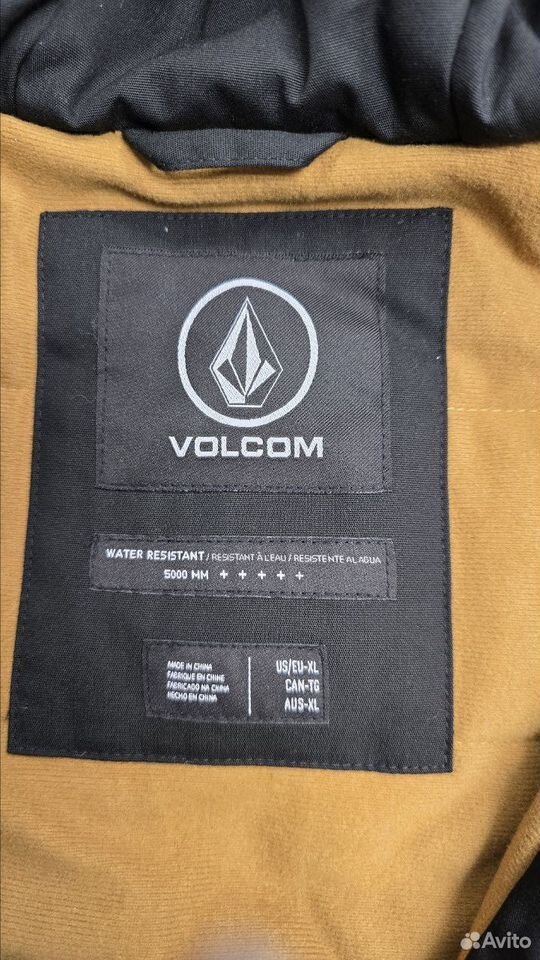 VOLCOM
WATER RESISTANT / RESISTANT À L'EAU / RESISTENTE AL AGUA
5000 MM + + + + +
MADE IN CHINA
FABRIQUE EN CHINE
FABRICADO NA CHINA
HECHO EN CHINA
US/EU-XL
CAN-TG
AUS-XL
Avito